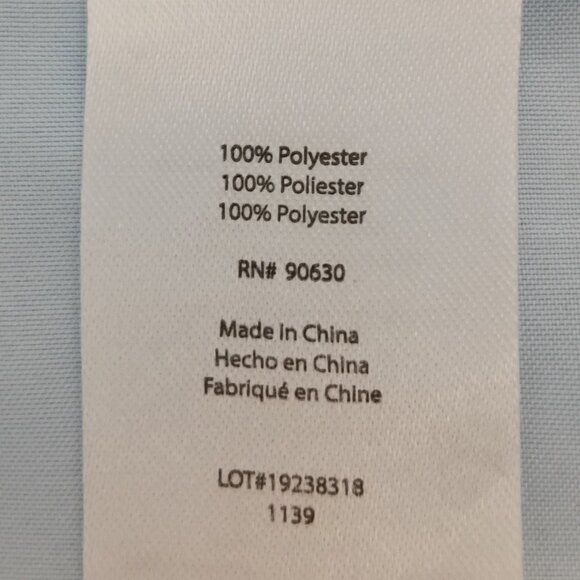 100% Polyester
100% Poliester
100% Polyester
RN# 90630
Made in China
Hecho en China
Fabriqué en Chine
LOT#19238318
1139